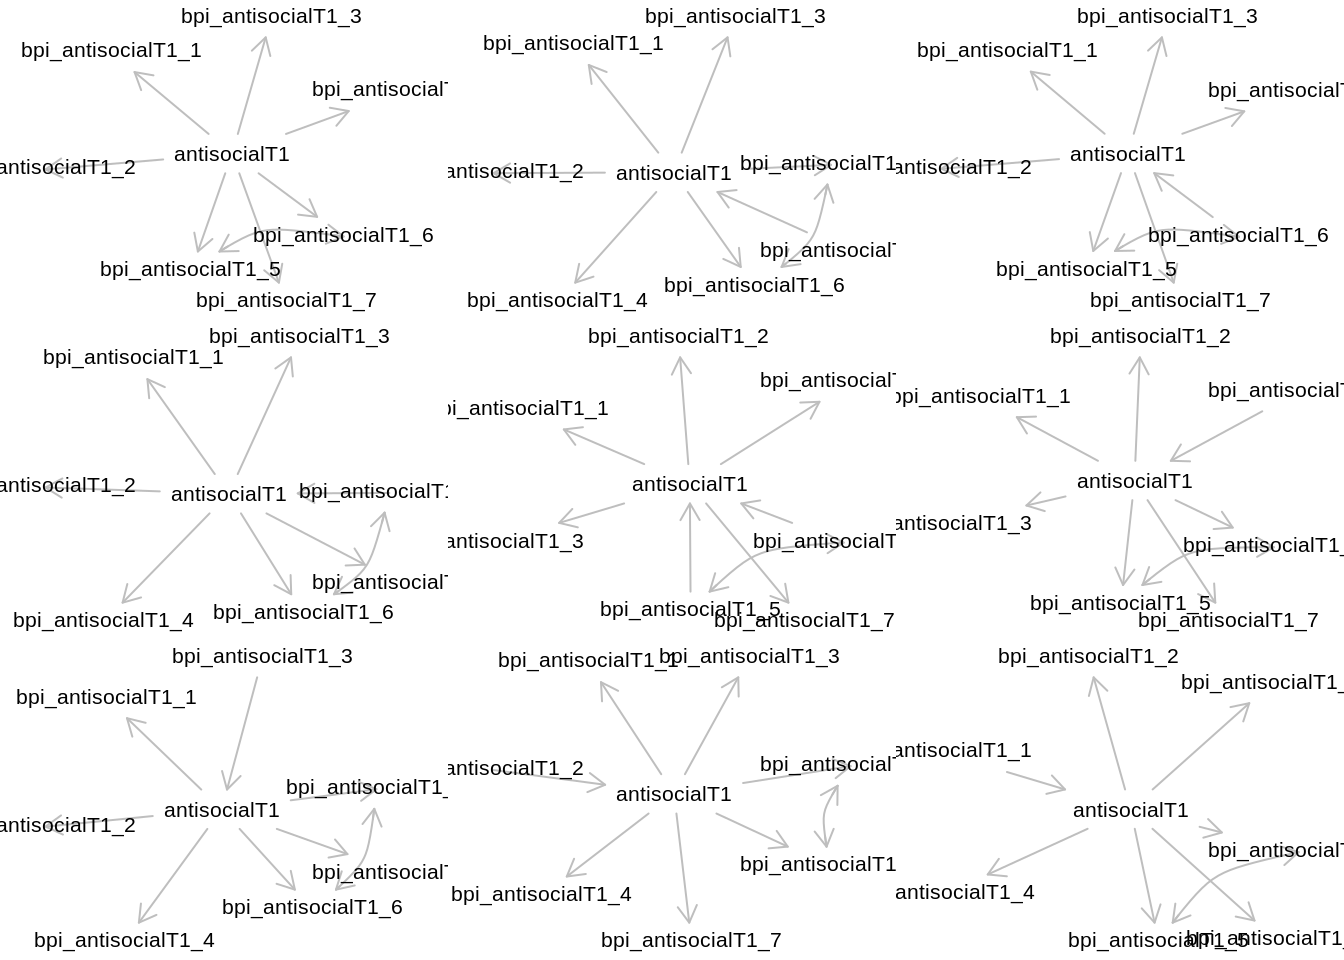 bpi_antisocialT1_3
bpi_antisocialT1_1
bpi_antisocialT
antisocialT1
antisocialT1_2
bpi_antisocialT1_6
bpi_antisocialT1_5
bpi_antisocialT1_7
bpi_antisocialT1_3
bpi_antisocialT1_1
bpi_antisocialT1
antisocialT1_2
antisocialT1
bpi_antisocialT
bpi_antisocialT1_6
bpi_antisocialT1_4
bpi_antisocialT1_3
bpi_antisocialT1_1
bpi_antisocialT
antisocialT1
antisocialT1_2
bpi_antisocialT1_6
bpi_antisocialT1_5
bpi_antisocialT1_7
bpi_antisocialT1_3
bpi_antisocialT1_1
antisocialT1_2
antisocialT1
bpi_antisocialT1
bpi_antisocialT
bpi_antisocialT1_6
bpi_antisocialT1_4
bpi_antisocialT1_2
bpi_antisocialT
pi_antisocialT1_1
antisocialT1
antisocialT1_3
bpi_antisocialT
bpi_antisocialT1_5
bpi_antisocialT1_7
bpi_antisocialT1_2
bpi_antisocialT
bpi_antisocialT1_1
antisocialT1
antisocialT1_3
bpi_antisocialT1_
bpi_antisocialT1_5
bpi_antisocialT1_7
bpi_antisocialT1_3
bpi_antisocialT1_1
bpi_antisocialT1_
antisocialT1
antisocialT1_2
bpi_antisocialT
bpi_antisocialT1_6
bpi_antisocialT1_4
bpi_antisocialT1_1
bpi_antisocialT1_3
bpi_antisocialT
antisocialT1_2
antisocialT1
bpi_antisocialT1
bpi_antisocialT1_4
bpi_antisocialT1_7
bpi_antisocialT1_2
bpi_antisocialT1_
antisocialT1_1
antisocialT1
bpi_antisocialT
antisocialT1_4
bpi_antisocialT1_5
bpi_antisocialT1_